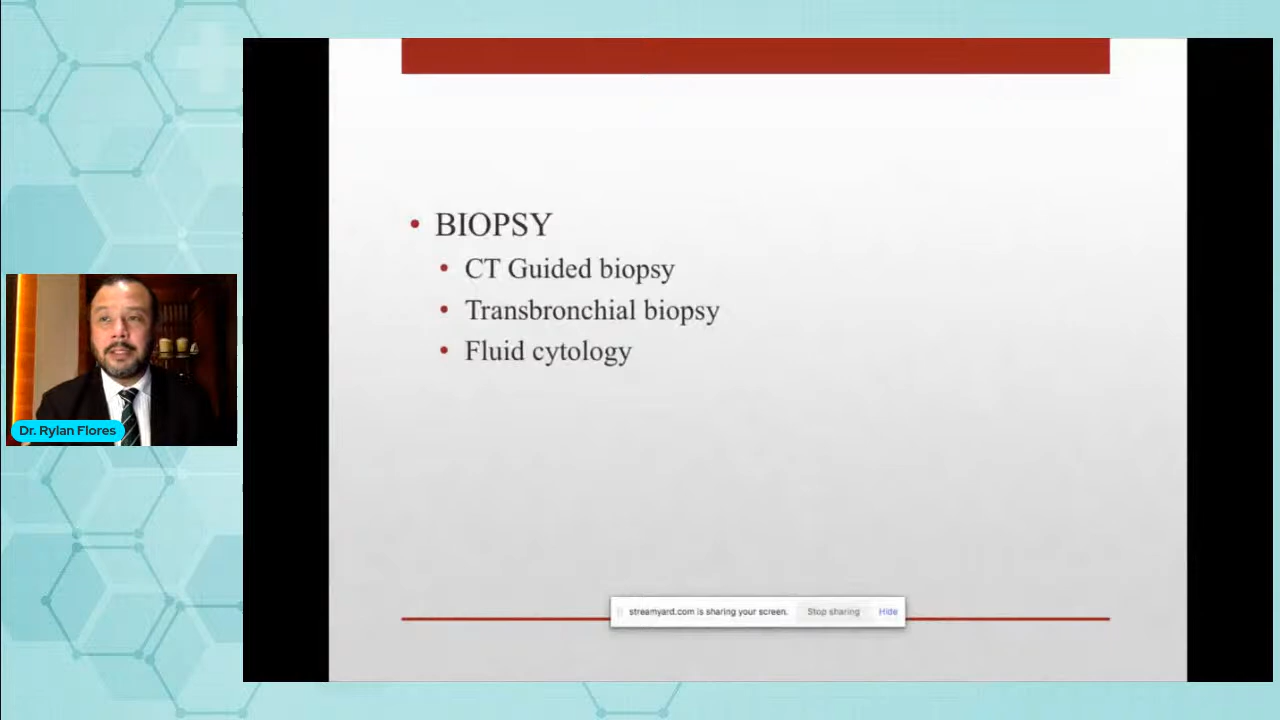 • BIOPSY
• CT Guided biopsy
• Transbronchial biopsy
• Fluid cytology
Dr. Rylan Flores
streamyard.com is sharing your screen. Stop sharing Hide